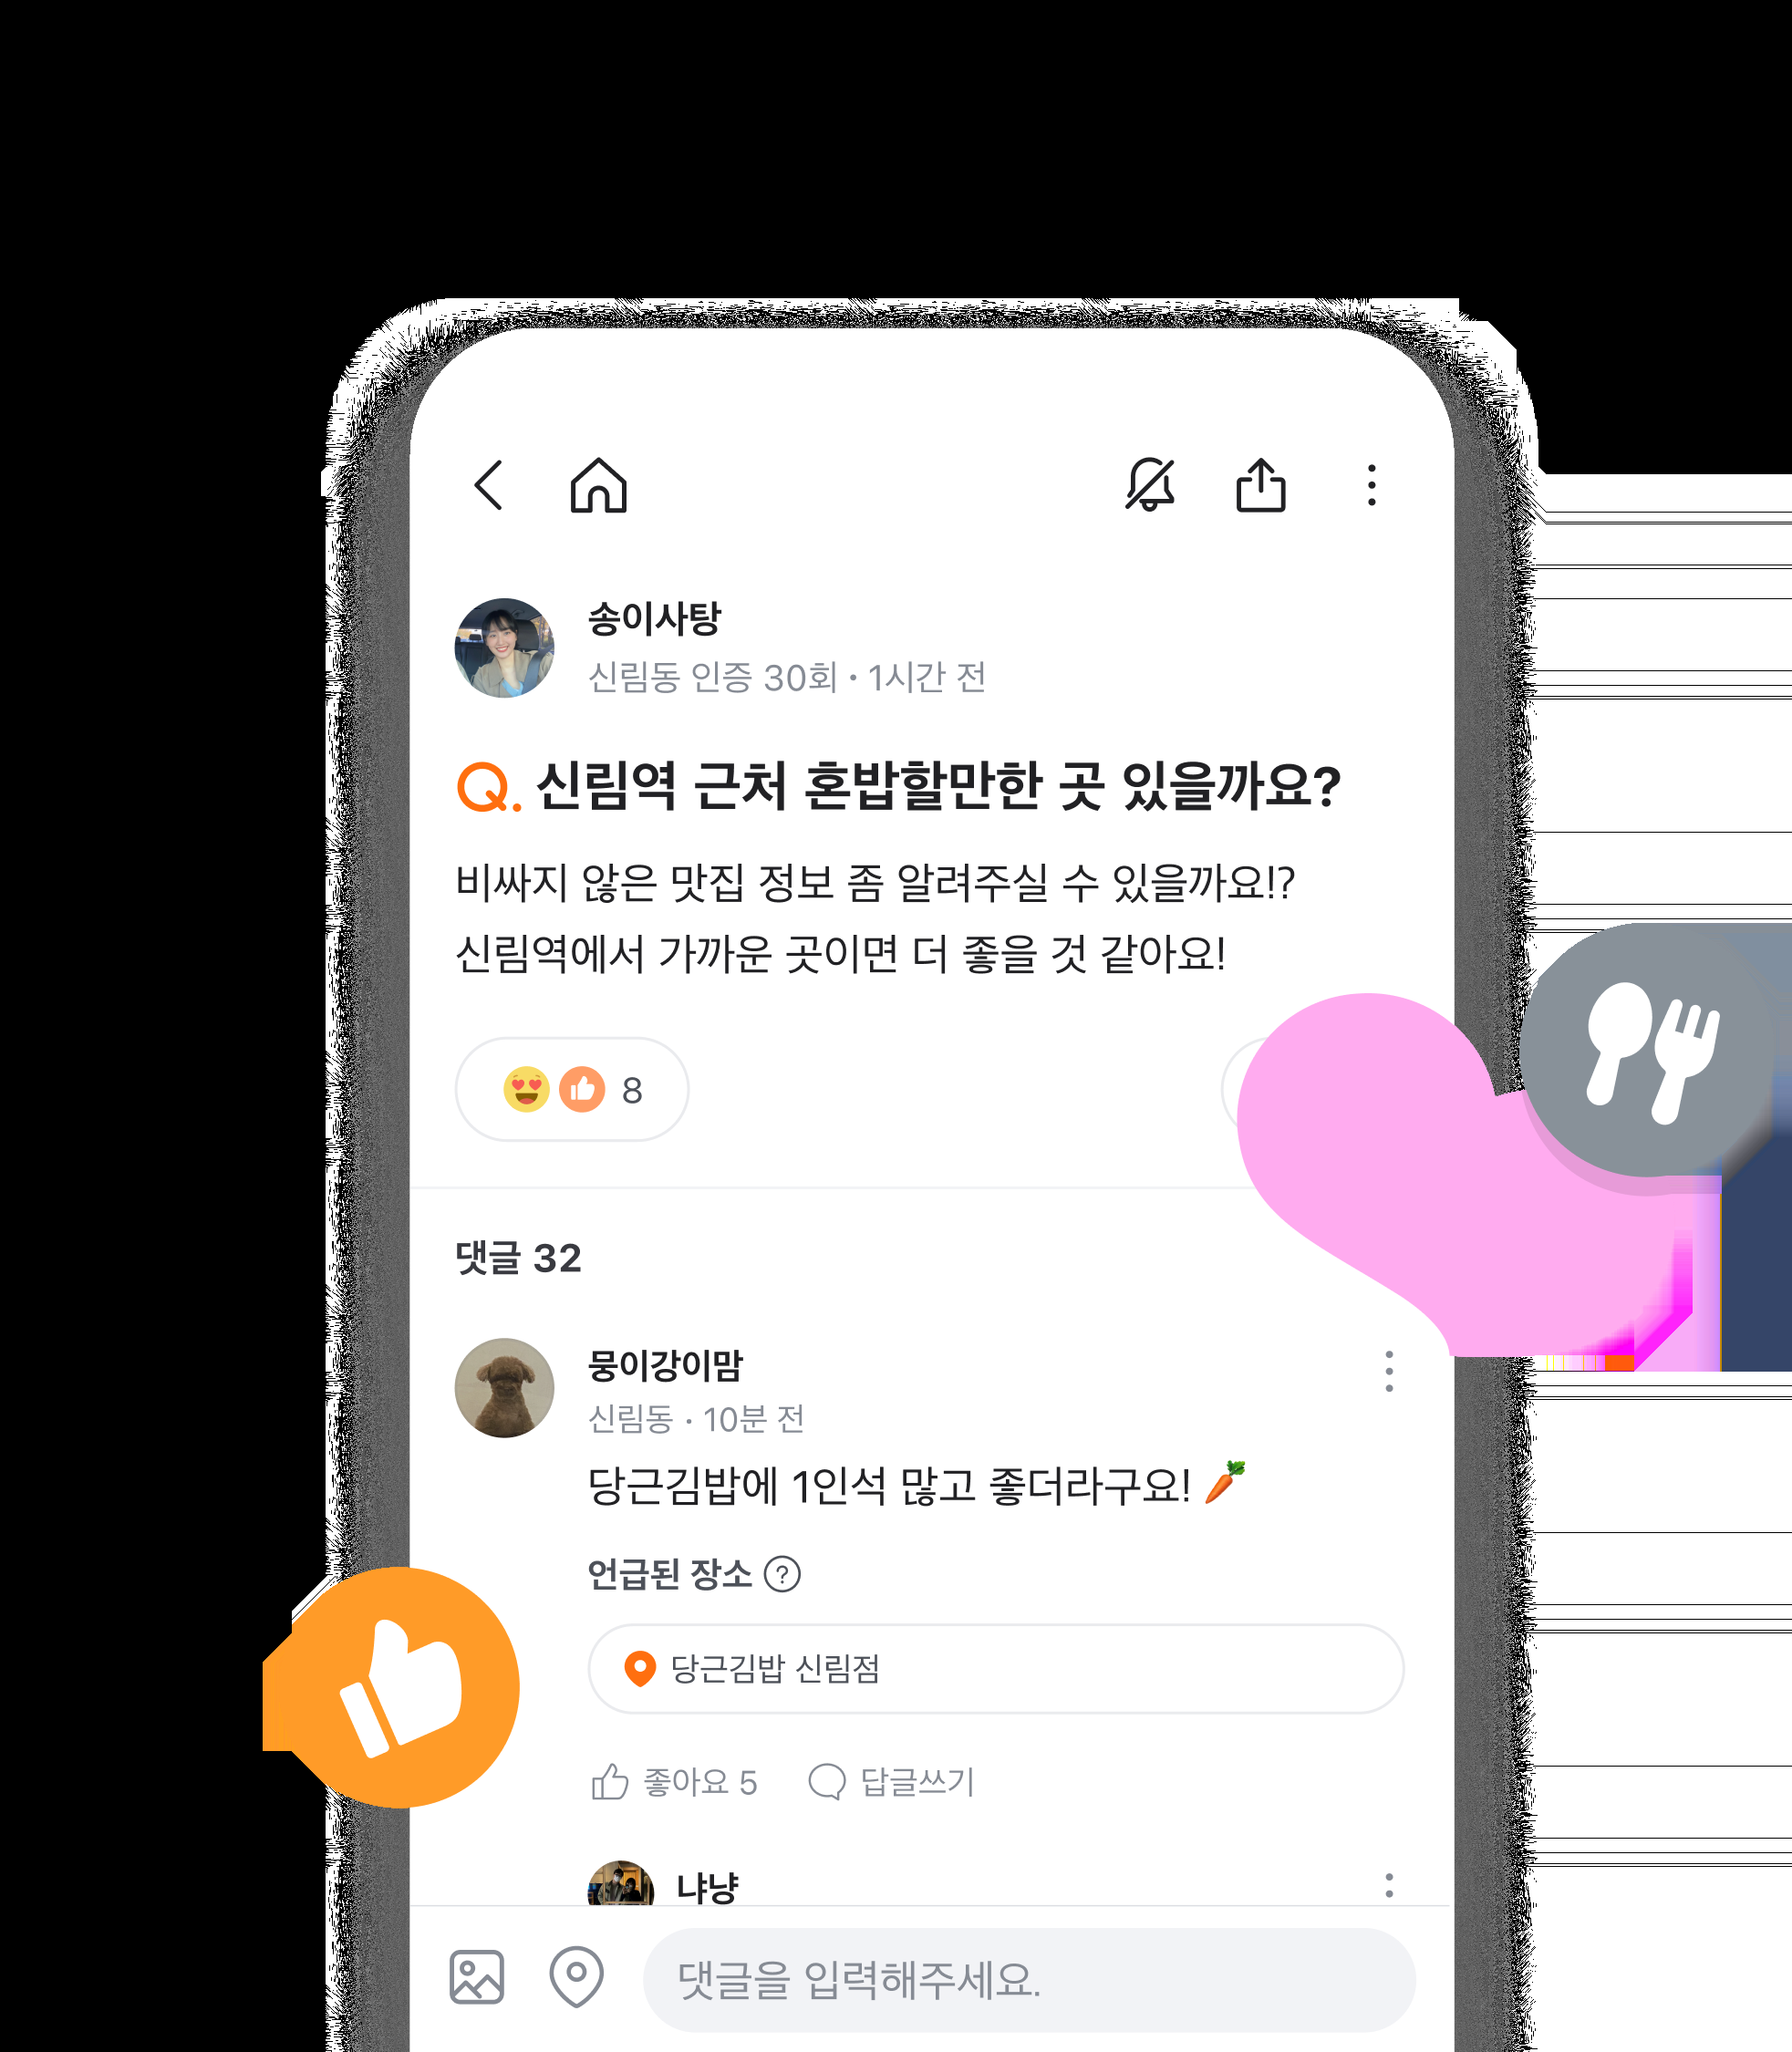 송이사탕
신림동 인증 30회 • 1시간 전
Q. 신림역 근처 혼밥할만한 곳 있을까요?
비싸지 않은 맛집 정보 좀 알려주실 수 있을까요!?
신림역에서 가까운 곳이면 더 좋을 것 같아요!
8
댓글 32
뭉이강이맘
신림동 · 10분 전
당근김밥에 1인석 많고 좋더라구요! 🥕
언급된 장소 ?
당근김밥 신림점
좋아요 5 답글쓰기
냐냥
댓글을 입력해주세요.